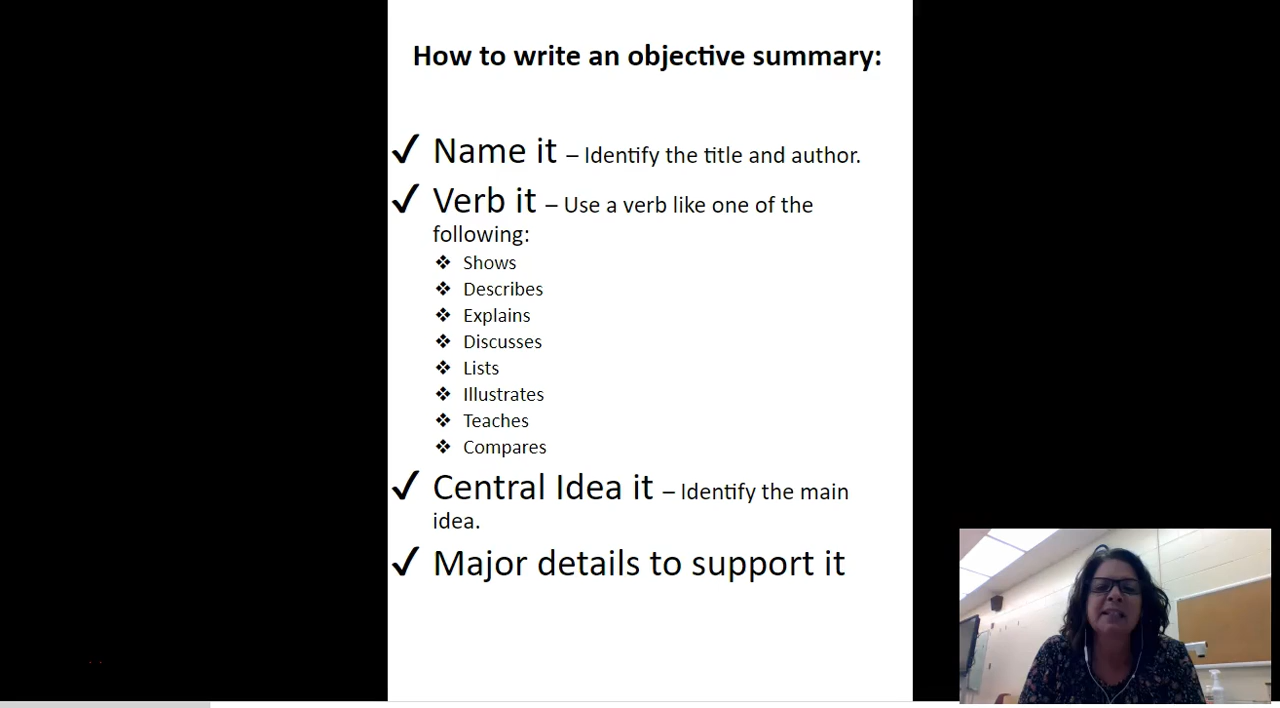 How to write an objective summary:
✓ Name it – Identify the title and author.
✓ Verb it – Use a verb like one of the
following:
❖ Shows
❖ Describes
❖ Explains
❖ Discusses
❖ Lists
❖ Illustrates
❖ Teaches
❖ Compares
✓ Central Idea it – Identify the main
idea.
✓ Major details to support it